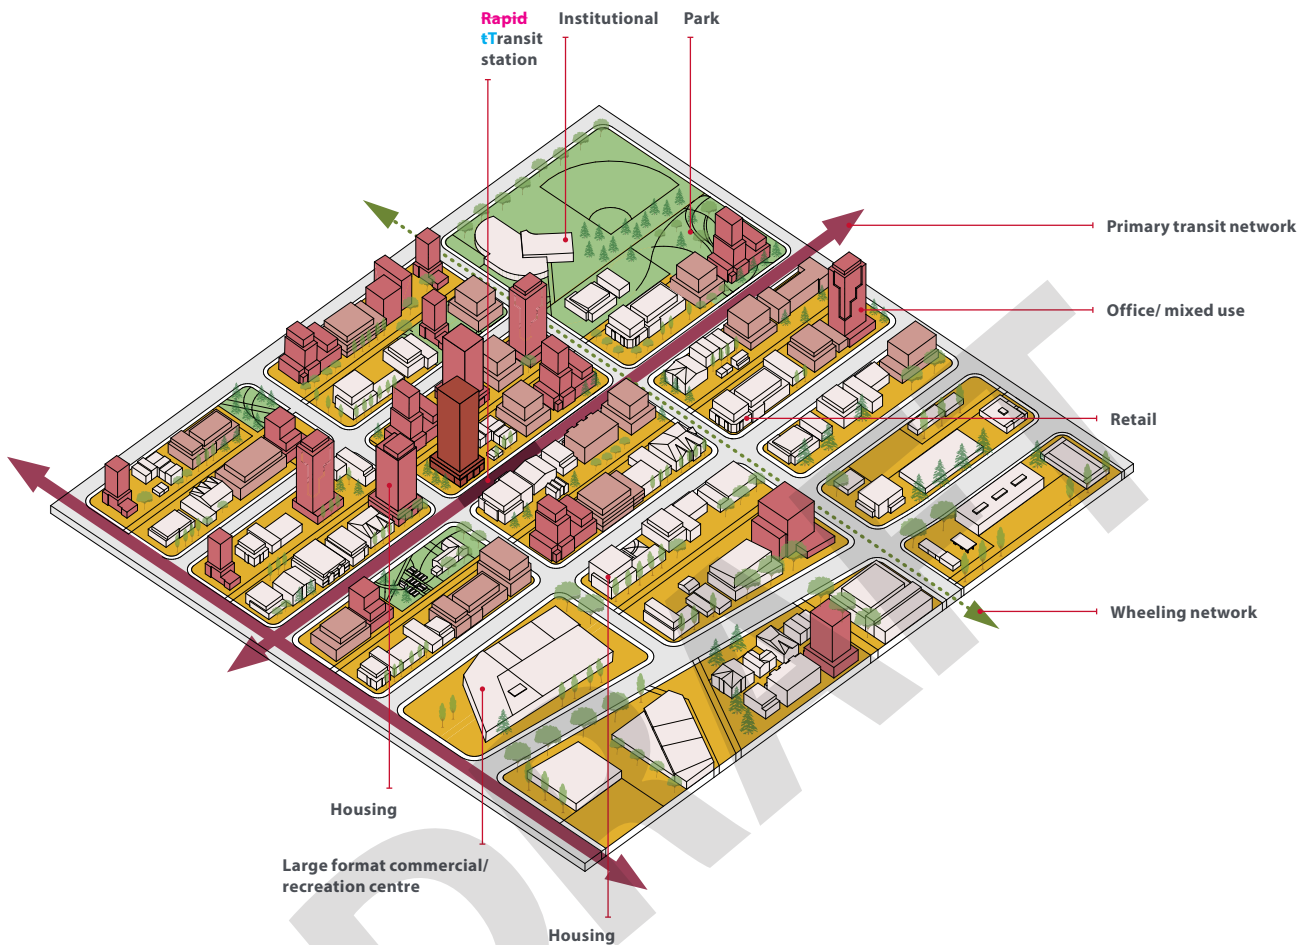 Rapid
tTransit
station
Institutional
Park
Primary transit network
Office/ mixed use
Retail
Wheeling network
Housing
Large format commercial/
recreation centre
Housing
DRAFT